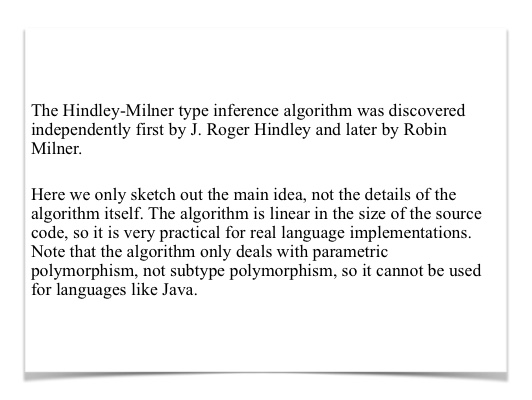 The Hindley-Milner type inference algorithm was discovered
independently first by J. Roger Hindley and later by Robin
Milner.
Here we only sketch out the main idea, not the details of the
algorithm itself. The algorithm is linear in the size of the source
code, so it is very practical for real language implementations.
Note that the algorithm only deals with parametric
polymorphism, not subtype polymorphism, so it cannot be used
for languages like Java.